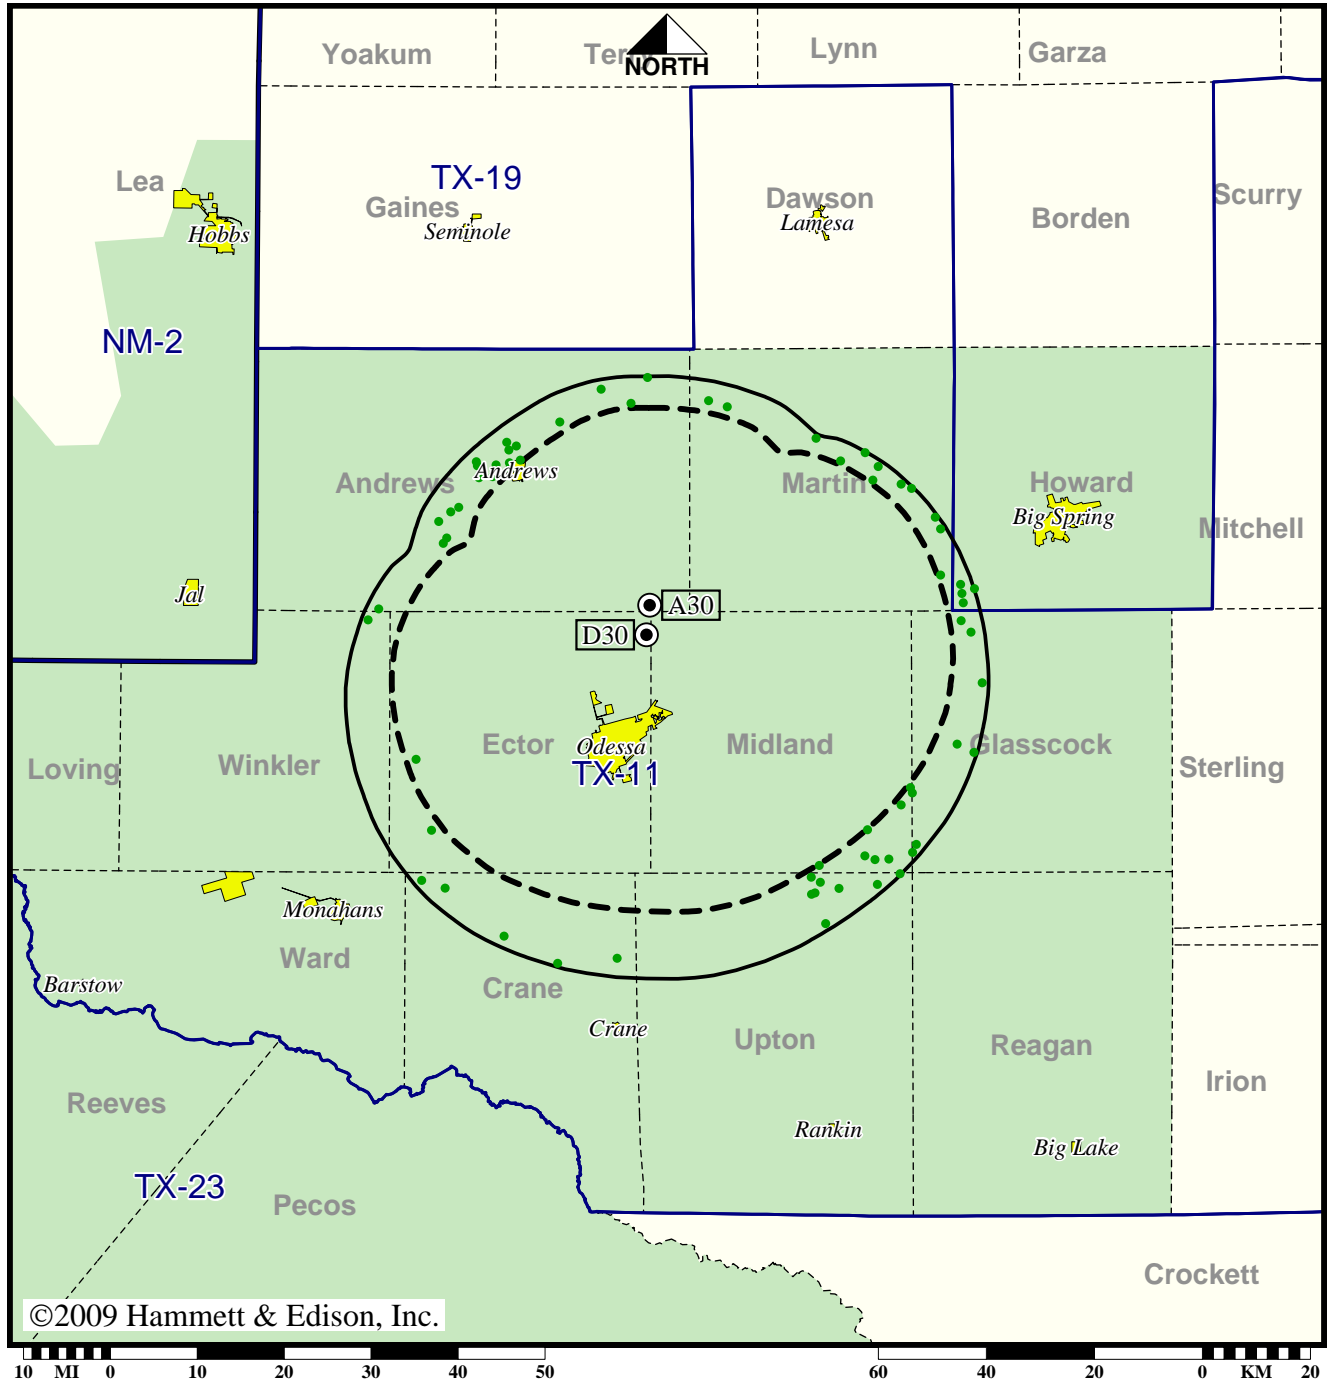 Yoakum
Terry
Lynn
Garza
NORTH
Lea
TX-19
Gaines
Dawson
Scurry
Hobbs
Seminole
Lamesa
Borden
NM-2
Andrews
Andrews
Martin
Howard
Big Spring
Mitchell
Jal
A30
D30
Loving
Winkler
Ector
Odessa
TX-11
Midland
Glasscock
Sterling
Monahans
Ward
Barstow
Crane
Crane
Upton
Reagan
Irion
Reeves
Rankin
Big Lake
TX-23
Pecos
Crockett
©2009 Hammett & Edison, Inc.
10 MI 0 10 20 30 40 50
60 40 20 0 KM 20